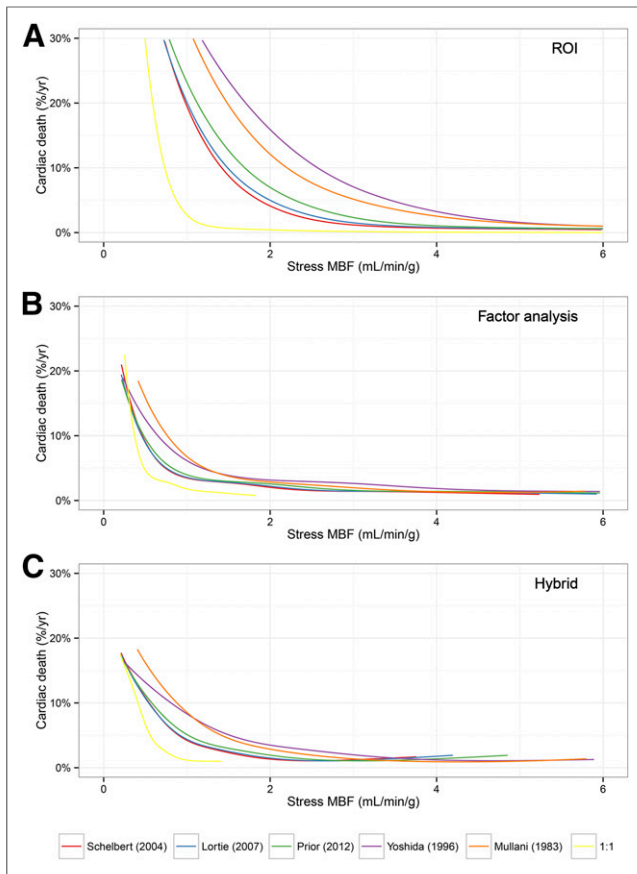 A
ROI
30%
20%
10%
0%
Cardiac death (%/yr)
0 2 4 6
Stress MBF (mL/min/g)
B
Factor analysis
30%
20%
10%
0%
Cardiac death (%/yr)
0 2 4 6
Stress MBF (mL/min/g)
C
Hybrid
30%
20%
10%
0%
Cardiac death (%/yr)
0 2 4 6
Stress MBF (mL/min/g)
Schelbert (2004) Lortie (2007) Prior (2012) Yoshida (1996) Mullani (1983) 1:1